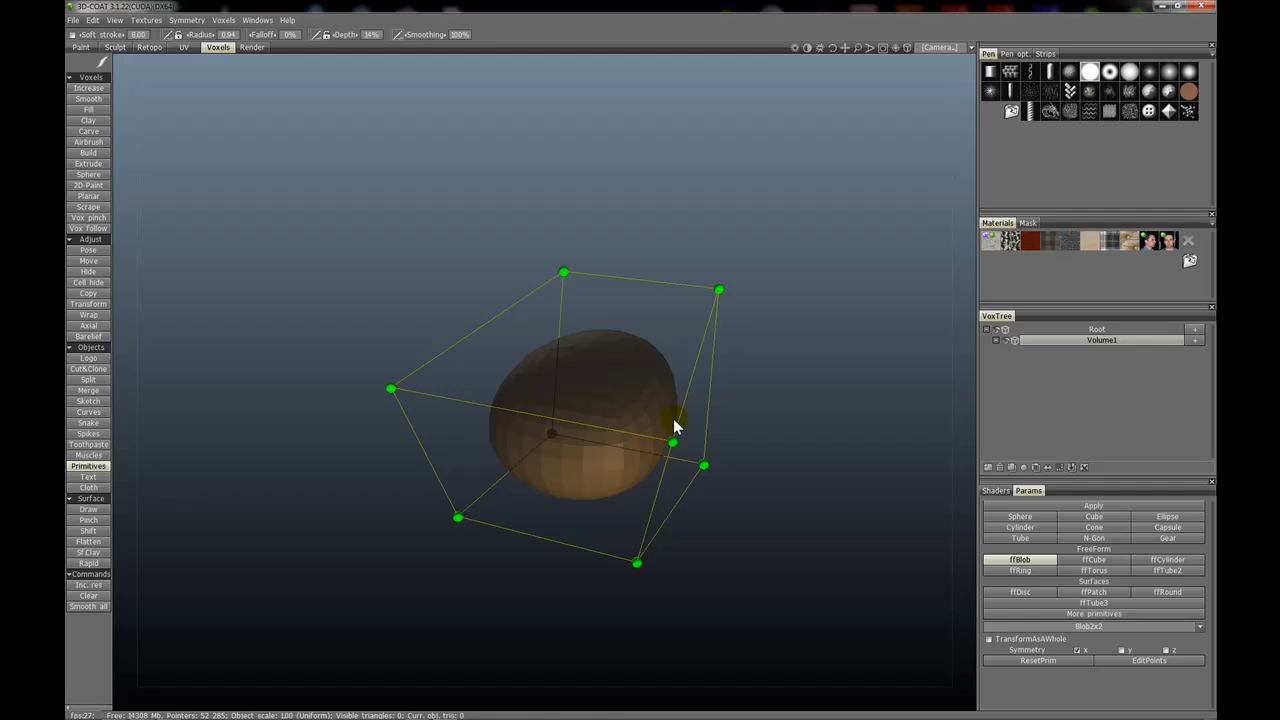 3D-COAT 3.1.22(CUDA)(DX64)
File Edit View Textures Symmetry Voxels Windows Help
Soft stroke: 8.00 Radius: 0.94 Falloff: 0% Depth: 14% Smoothing: 100%
Paint Sculpt Retopo UV Voxels Render [Camera..]
Voxels
Increase
Smooth
Fill
Clay
Carve
Airbrush
Build
Extrude
Sphere
2D-Paint
Planar
Scrape
Vox pinch
Vox follow
Adjust
Pose
Move
Hide
Cell hide
Copy
Transform
Wrap
Axial
Barelief
Objects
Logo
Cut&Clone
Split
Merge
Sketch
Curves
Snake
Spikes
Toothpaste
Muscles
Primitives
Text
Cloth
Surface
Draw
Pinch
Shift
Flatten
Sf.Clay
Rapid
Commands
Inc. res
Clear
Smooth all
Pen Pen opt. Strips
Materials Mask
VoxTree
Root +
Volume1 +
Shaders Params
Apply
Sphere Cube Ellipse
Cylinder Cone Capsule
Tube N-Gon Gear
FreeForm
ffBlob ffCube ffCylinder
ffRing ffTorus ffTube2
Surfaces
ffDisc ffPatch ffRound
ffTube3
More primitives
Blob2x2
TransformAsAWhole
Symmetry x y z
ResetPrim EditPoints
fps:27; Free: 14308 Mb, Pointers: 52 285; Object scale: 1.00 (Uniform); Visible triangles: 0; Curr. obj. tris: 0